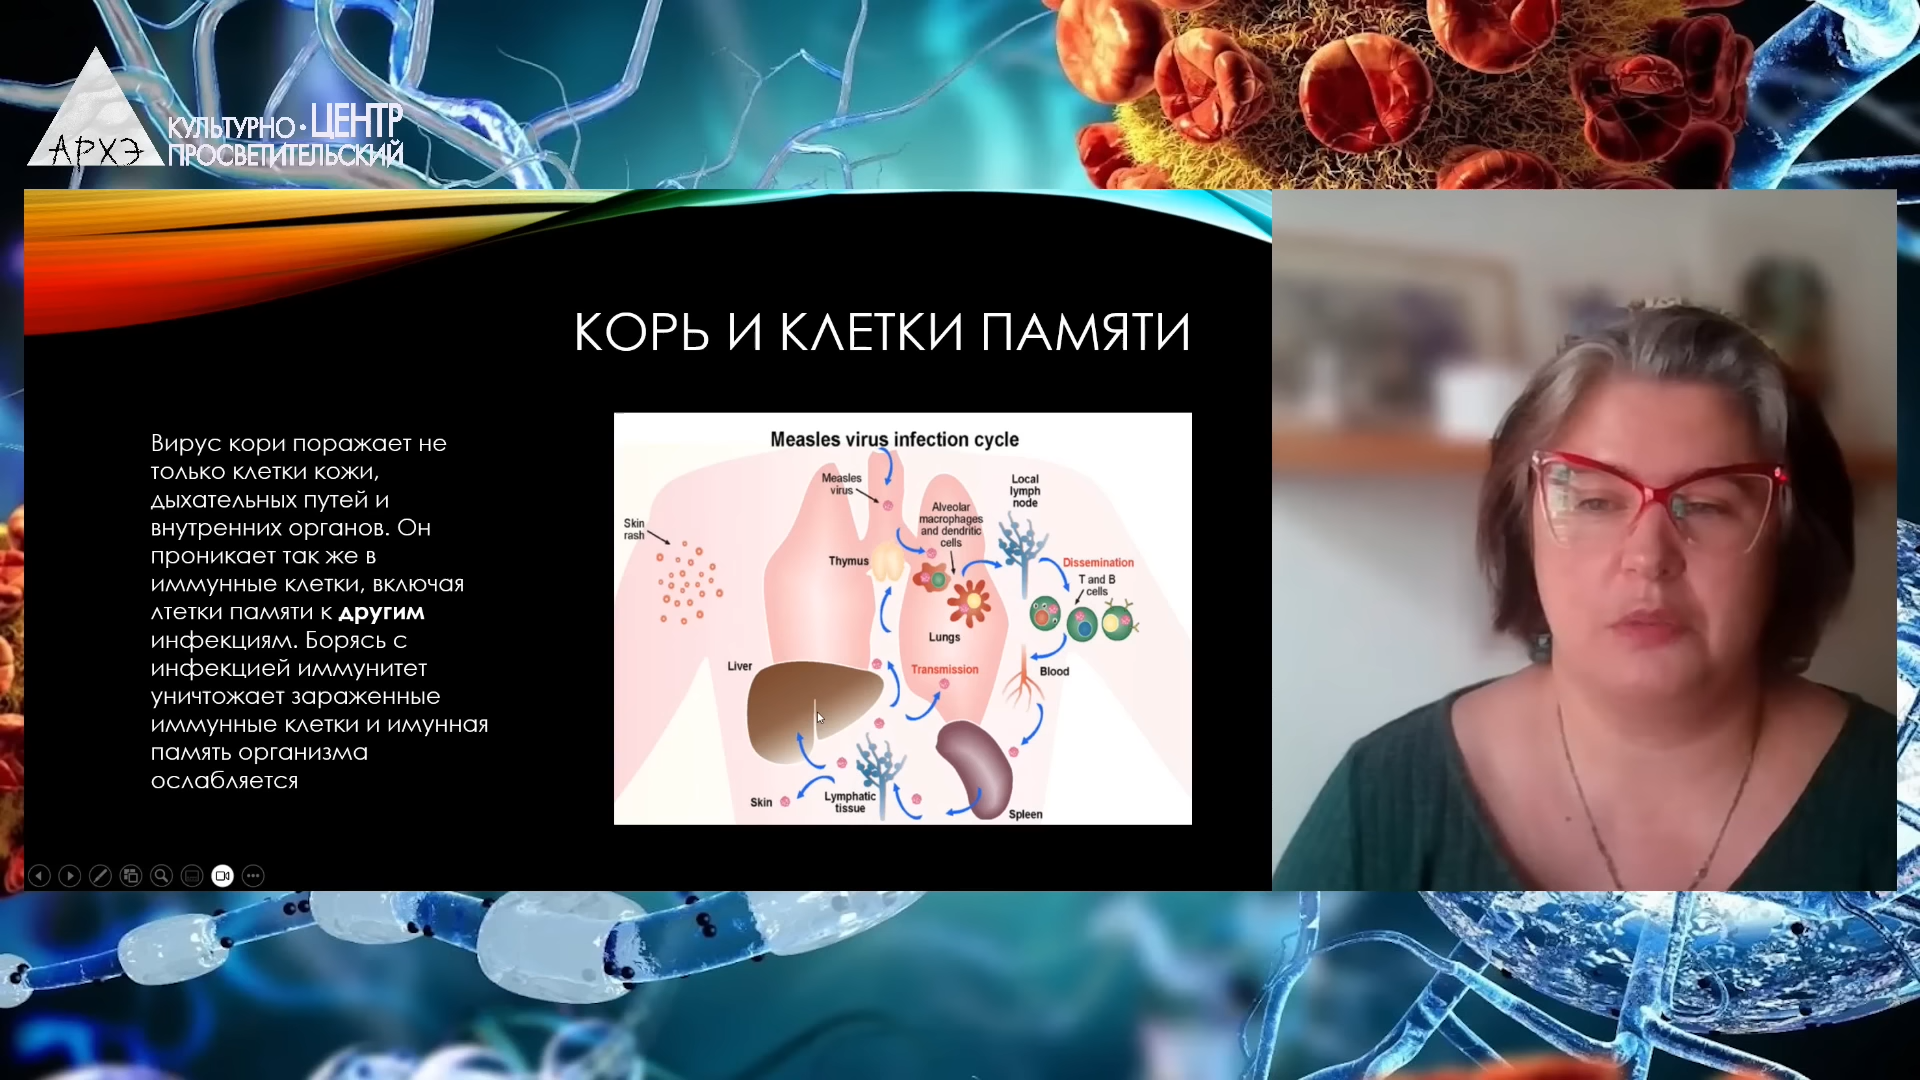 АРХЭ
КУЛЬТУРНО·ЦЕНТР
ПРОСВЕТИТЕЛЬСКИЙ
КОРЬ И КЛЕТКИ ПАМЯТИ
Вирус кори поражает не
только клетки кожи,
дыхательных путей и
внутренних органов. Он
проникает так же в
иммунные клетки, включая
лтетки памяти к другим
инфекциям. Борясь с
инфекцией иммунитет
уничтожает зараженные
иммунные клетки и имунная
память организма
ослабляется
Measles virus infection cycle
Measles
virus
Local
lymph
node
Alveolar
macrophages
and dendritic
cells
Skin
rash
Thymus
Dissemination
T and B
cells
Lungs
Liver
Transmission
Blood
Skin
Lymphatic
tissue
Spleen